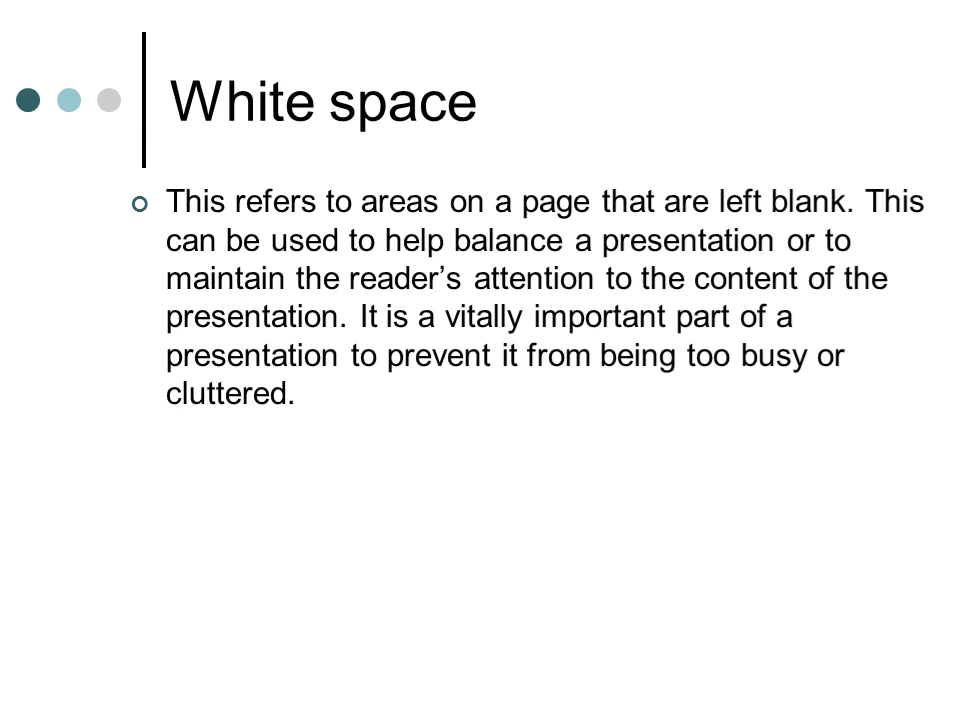 White space
This refers to areas on a page that are left blank. This
can be used to help balance a presentation or to
maintain the reader’s attention to the content of the
presentation. It is a vitally important part of a
presentation to prevent it from being too busy or
cluttered.